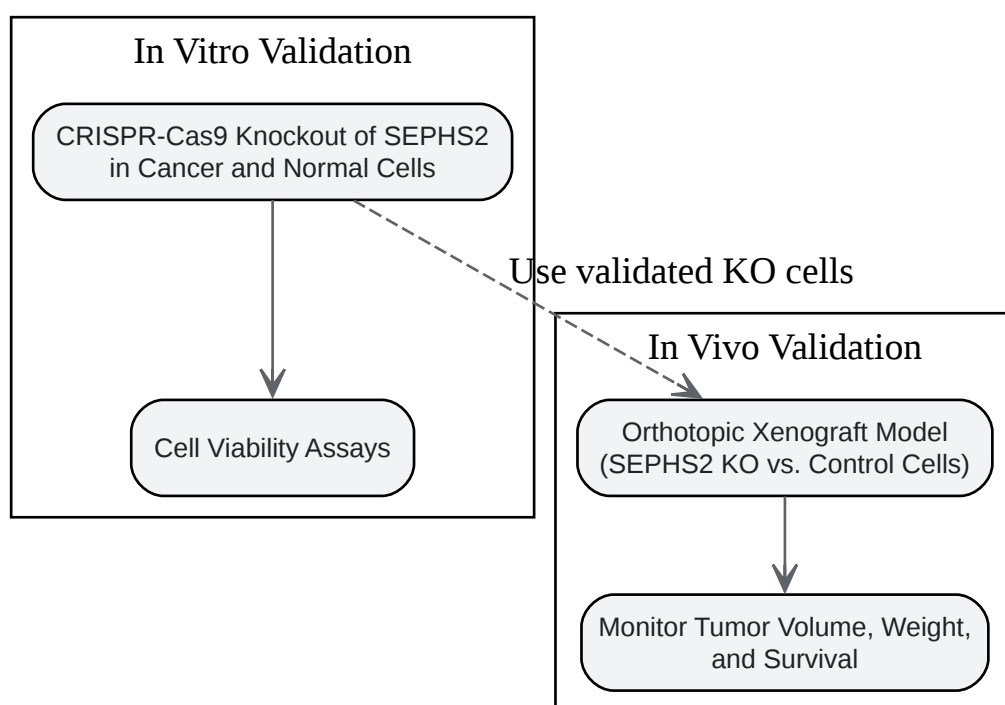 In Vitro Validation
CRISPR-Cas9 Knockout of SEPHS2
in Cancer and Normal Cells
Use validated KO cells
Cell Viability Assays
In Vivo Validation
Orthotopic Xenograft Model
(SEPHS2 KO vs. Control Cells)
Monitor Tumor Volume, Weight,
and Survival